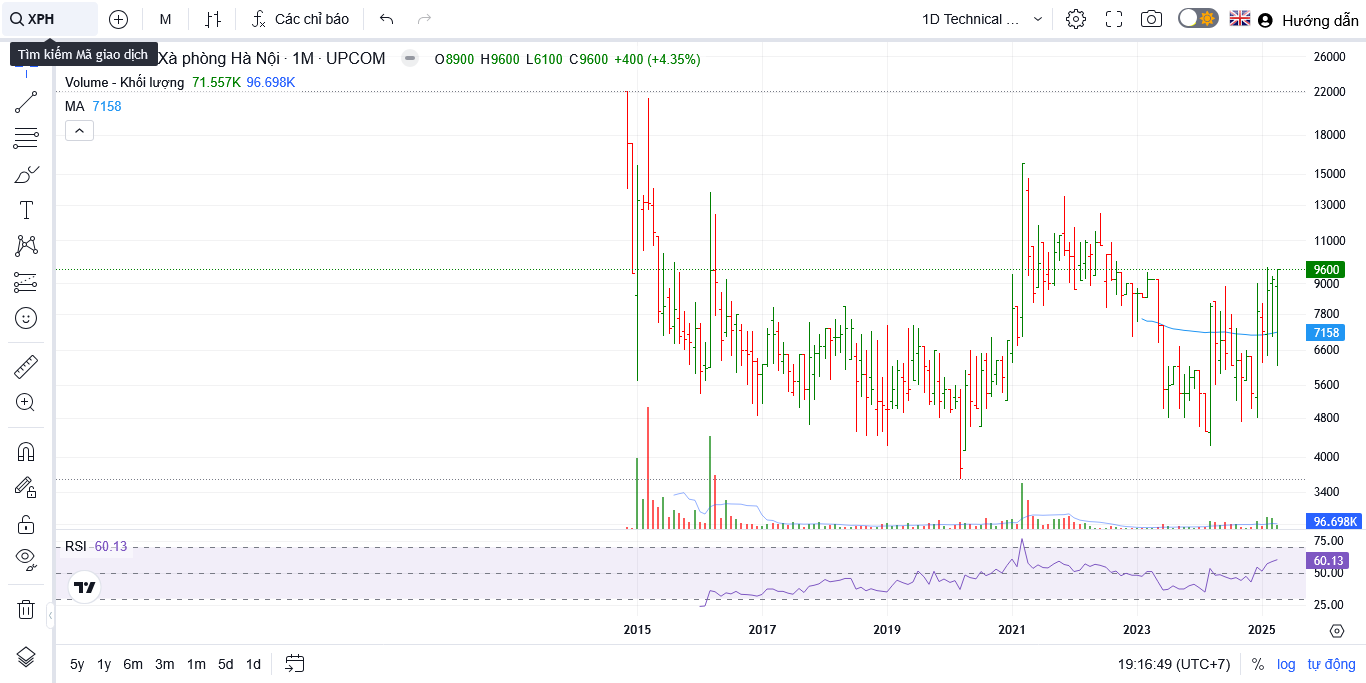 XPH
M
Các chỉ báo
1D Technical ...
Hướng dẫn
Tìm kiếm Mã giao dịch
Xà phòng Hà Nội · 1M · UPCOM
O8900 H9600 L6100 C9600 +400 (+4.35%)
Volume - Khối lượng 71.557K 96.698K
MA 7158
26000
22000
18000
15000
13000
11000
9600
9000
7800
7158
6600
5600
4800
4000
3400
96.698K
RSI 60.13
75.00
60.13
50.00
25.00
2015 2017 2019 2021 2023 2025
5y 1y 6m 3m 1m 5d 1d
19:16:49 (UTC+7) % log tự động